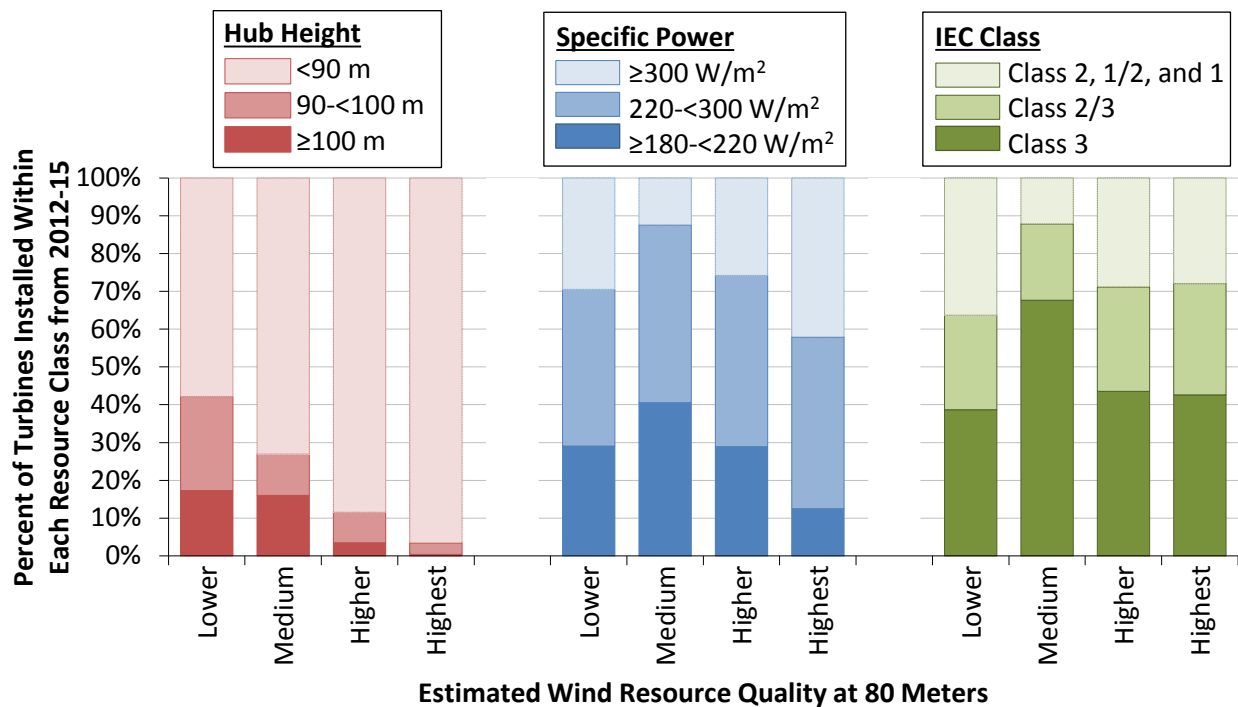 Hub Height
<90 m
90-<100 m
≥100 m
Specific Power
≥300 W/m²
220-<300 W/m²
≥180-<220 W/m²
IEC Class
Class 2, 1/2, and 1
Class 2/3
Class 3
Percent of Turbines Installed Within
Each Resource Class from 2012-15
100%
90%
80%
70%
60%
50%
40%
30%
20%
10%
0%
Lower
Medium
Higher
Highest
Lower
Medium
Higher
Highest
Lower
Medium
Higher
Highest
Estimated Wind Resource Quality at 80 Meters